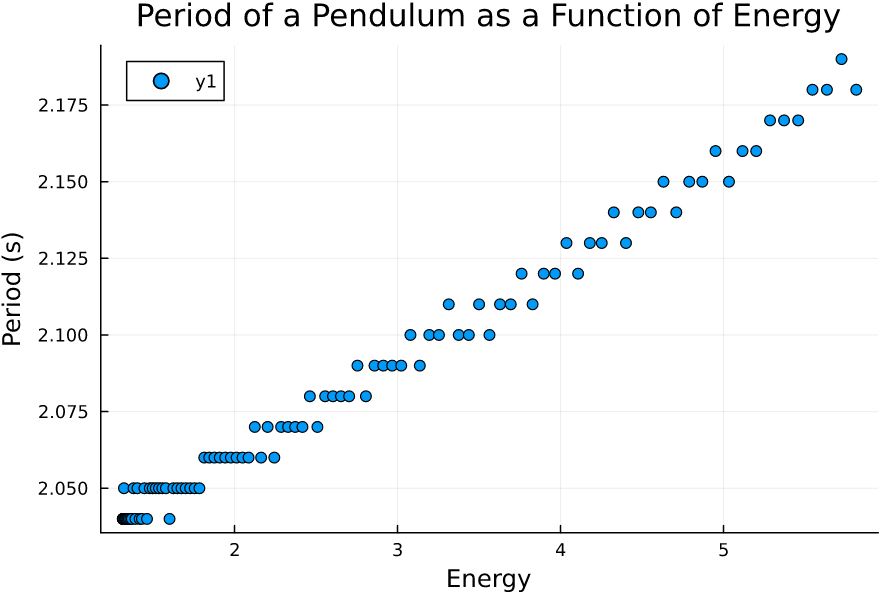 Period of a Pendulum as a Function of Energy
y1
2.175
2.150
2.125
2.100
2.075
2.050
Period (s)
2 3 4 5
Energy